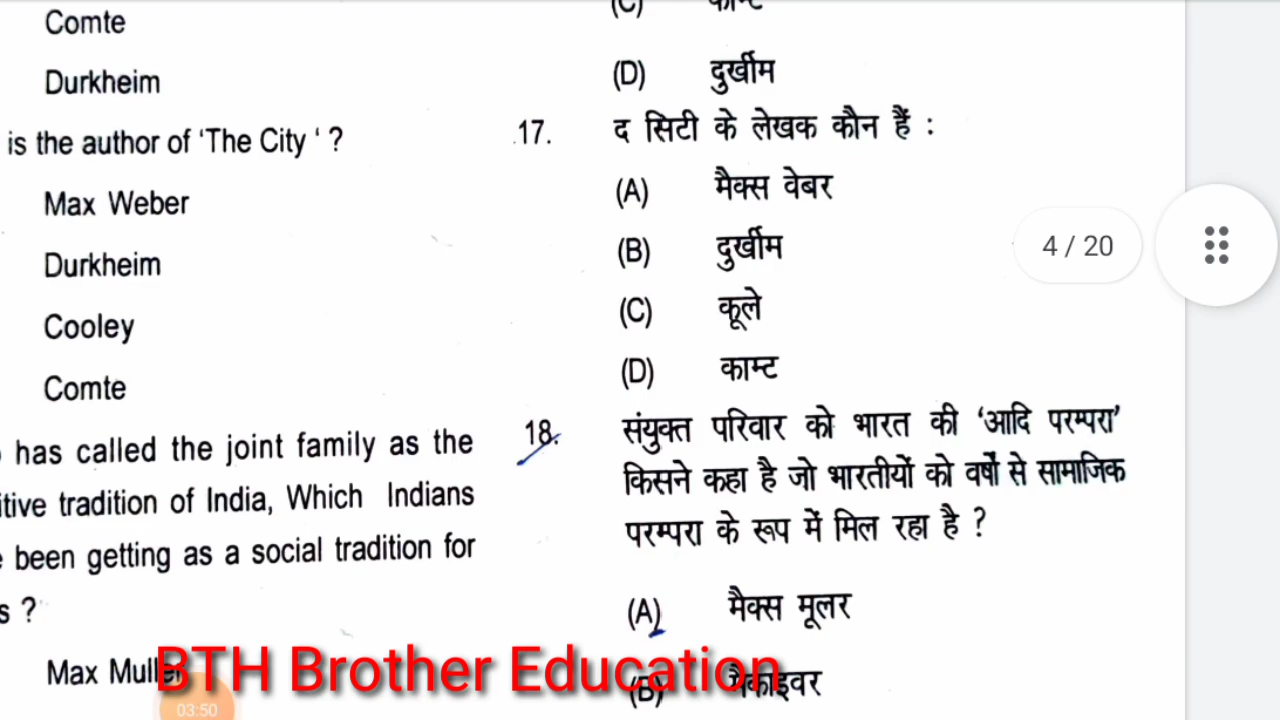 Comte
Durkheim
is the author of ‘The City ‘ ?
Max Weber
Durkheim
Cooley
Comte
has called the joint family as the
tradition of India, Which Indians
been getting as a social tradition for
?
Max Muller
(C) काम्ट
(D) दुर्खीम
17. द सिटी के लेखक कौन हैं :
(A) मैक्स वेबर
(B) दुर्खीम
(C) कूले
(D) काम्ट
18. संयुक्त परिवार को भारत की ‘आदि परम्परा’
किसने कहा है जो भारतीयों को वर्षों से सामाजिक
परम्परा के रूप में मिल रहा है ?
(A) मैक्स मूलर
(B) मैकाइवर
4 / 20
BTH Brother Education
03:50